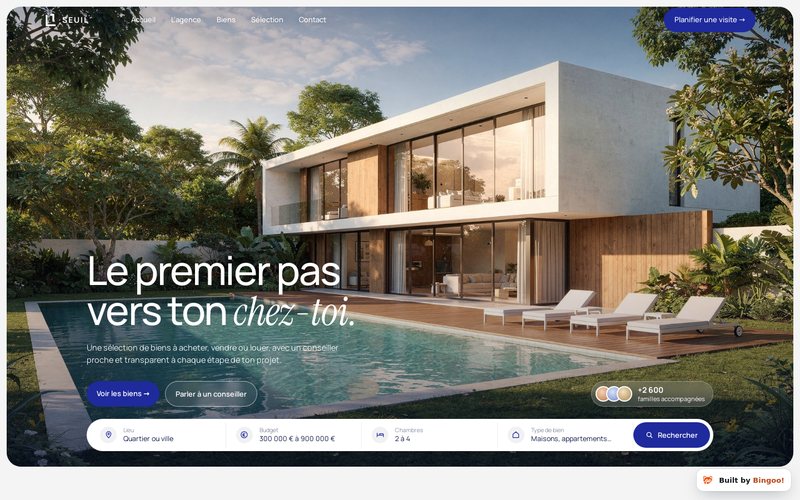 SEUIL
Accueil
L'agence
Biens
Sélection
Contact
Planifier une visite →
Le premier pas
vers ton chez-toi.
Une sélection de biens à acheter, vendre ou louer, avec un conseiller
proche et transparent à chaque étape de ton projet.
Voir les biens →
Parler à un conseiller
+2 600
familles accompagnées
Lieu
Quartier ou ville
Budget
300 000 € à 900 000 €
Chambres
2 à 4
Type de bien
Maisons, appartements…
Rechercher
Built by Bingoo!